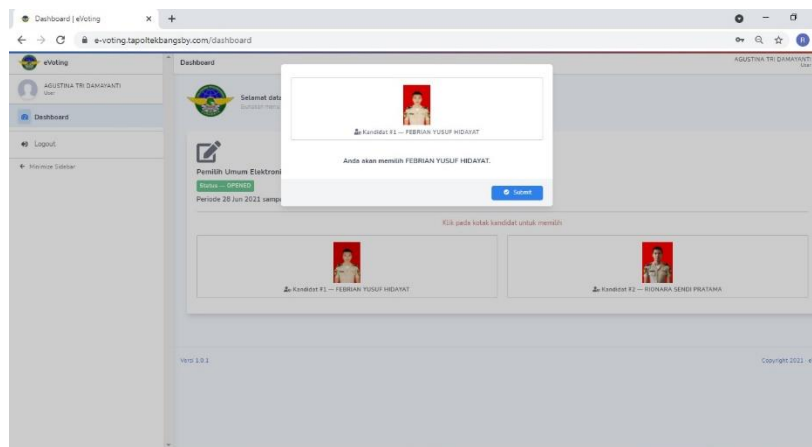 Dashboard | eVoting
e-voting.tapoltekbangsby.com/dashboard
R
eVoting
Dashboard
AGUSTINA TRI DAMAYANTI
User
AGUSTINA TRI DAMAYANTI
User
Dashboard
Logout
Minimize Sidebar
Selamat data
Kandidat #1 — FEBRIAN YUSUF HIDAYAT
Anda akan memilih FEBRIAN YUSUF HIDAYAT.
Submit
Pemilih Umum Elektroni
Status — OPENED
Periode 28 Jun 2021 samp
Klik pada kotak kandidat untuk memilih
Kandidat #1 — FEBRIAN YUSUF HIDAYAT
Kandidat #2 — RIONARA SENDI PRATAMA
Versi 1.0.1
Copyright 2021 e